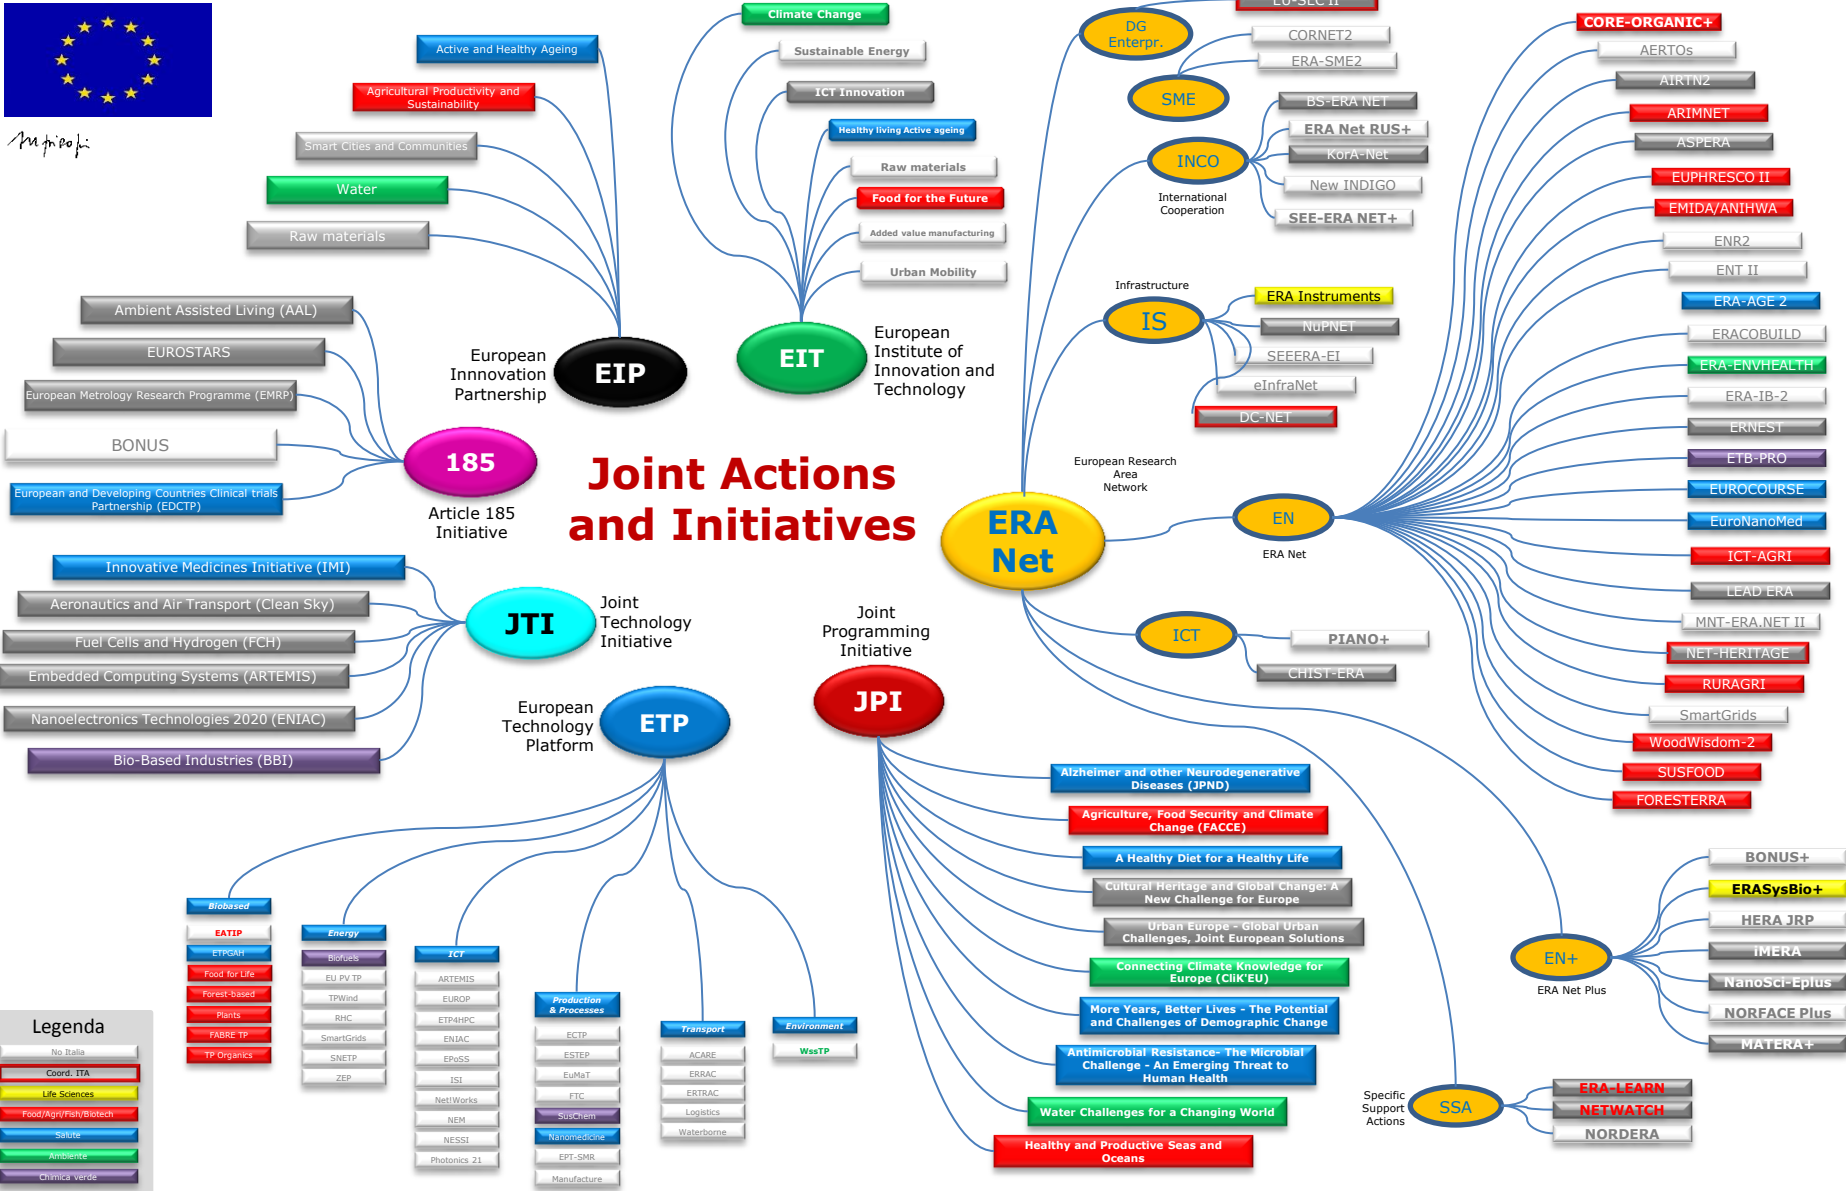 Climate Change
Sustainable Energy
ICT Innovation
Healthy living Active ageing
Raw materials
Food for the Future
Added value manufacturing
Urban Mobility
EIT
European
Institute of
Innovation and
Technology
Active and Healthy Ageing
Agricultural Productivity and
Sustainability
Smart Cities and Communities
Water
Raw materials
European
Innnovation
Partnership
EIP
Ambient Assisted Living (AAL)
EUROSTARS
European Metrology Research Programme (EMRP)
BONUS
European and Developing Countries Clinical trials
Partnership (EDCTP)
185
Article 185
Initiative
Joint Actions
and Initiatives
Innovative Medicines Initiative (IMI)
Aeronautics and Air Transport (Clean Sky)
Fuel Cells and Hydrogen (FCH)
Embedded Computing Systems (ARTEMIS)
Nanoelectronics Technologies 2020 (ENIAC)
Bio-Based Industries (BBI)
JTI
Joint
Technology
Initiative
European
Technology
Platform
ETP
Biobased
EATIP
ETPGAH
Food for Life
Forest-based
Plants
FABRE TP
TP Organics
Energy
Biofuels
EU PV TP
TPWind
RHC
SmartGrids
SNETP
ZEP
ICT
ARTEMIS
EUROP
ETP4HPC
ENIAC
EPoSS
ISI
Net!Works
NEM
NESSI
Photonics 21
Production
& Processes
ECTP
ESTEP
EuMaT
FTC
SusChem
Nanomedicine
EPT-SMR
Manufacture
Transport
ACARE
ERRAC
ERTRAC
Logistics
Waterborne
Environment
WssTP
Joint
Programming
Initiative
JPI
Alzheimer and other Neurodegenerative
Diseases (JPND)
Agriculture, Food Security and Climate
Change (FACCE)
A Healthy Diet for a Healthy Life
Cultural Heritage and Global Change: A
New Challenge for Europe
Urban Europe - Global Urban
Challenges, Joint European Solutions
Connecting Climate Knowledge for
Europe (CliK'EU)
More Years, Better Lives - The Potential
and Challenges of Demographic Change
Antimicrobial Resistance- The Microbial
Challenge - An Emerging Threat to
Human Health
Water Challenges for a Changing World
Healthy and Productive Seas and
Oceans
European Research
Area
Network
ERA
Net
DG
Enterpr.
EU-SEC II
SME
CORNET2
ERA-SME2
INCO
International
Cooperation
BS-ERA NET
ERA Net RUS+
KorA-Net
New INDIGO
SEE-ERA NET+
Infrastructure
IS
ERA Instruments
NuPNET
SEEERA-EI
eInfraNet
DC-NET
EN
ERA Net
CORE-ORGANIC+
AERTOs
AIRTN2
ARIMNET
ASPERA
EUPHRESCO II
EMIDA/ANIHWA
ENR2
ENT II
ERA-AGE 2
ERACOBUILD
ERA-ENVHEALTH
ERA-IB-2
ERNEST
ETB-PRO
EUROCOURSE
EuroNanoMed
ICT-AGRI
LEAD ERA
MNT-ERA.NET II
NET-HERITAGE
RURAGRI
SmartGrids
WoodWisdom-2
SUSFOOD
FORESTERRA
ICT
PIANO+
CHIST-ERA
EN+
ERA Net Plus
BONUS+
ERASysBio+
HERA JRP
iMERA
NanoSci-Eplus
NORFACE Plus
MATERA+
Specific
Support
Actions
SSA
ERA-LEARN
NETWATCH
NORDERA
Legenda
No Italia
Coord. ITA
Life Sciences
Food/Agri/Fish/Biotech
Salute
Ambiente
Chimica verde